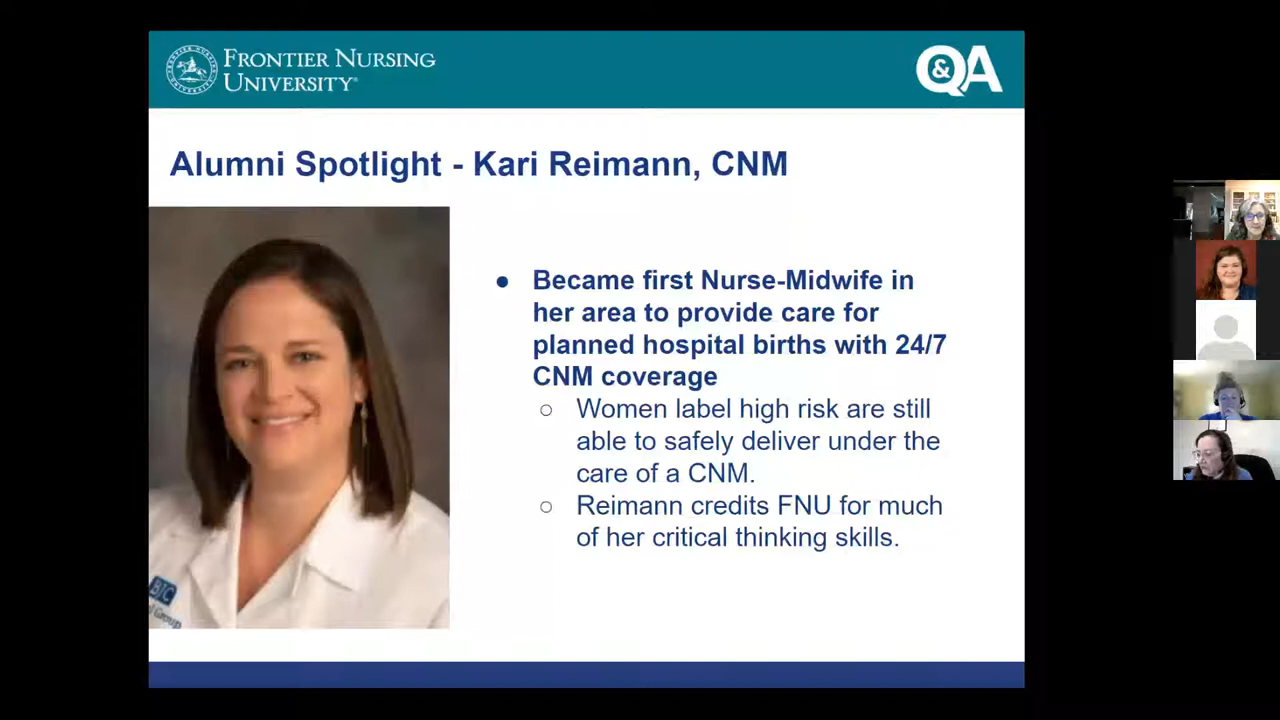 FRONTIER NURSING
UNIVERSITY®
Q&A
Alumni Spotlight - Kari Reimann, CNM
● Became first Nurse-Midwife in
her area to provide care for
planned hospital births with 24/7
CNM coverage
○ Women label high risk are still
able to safely deliver under the
care of a CNM.
○ Reimann credits FNU for much
of her critical thinking skills.
BJC
Group